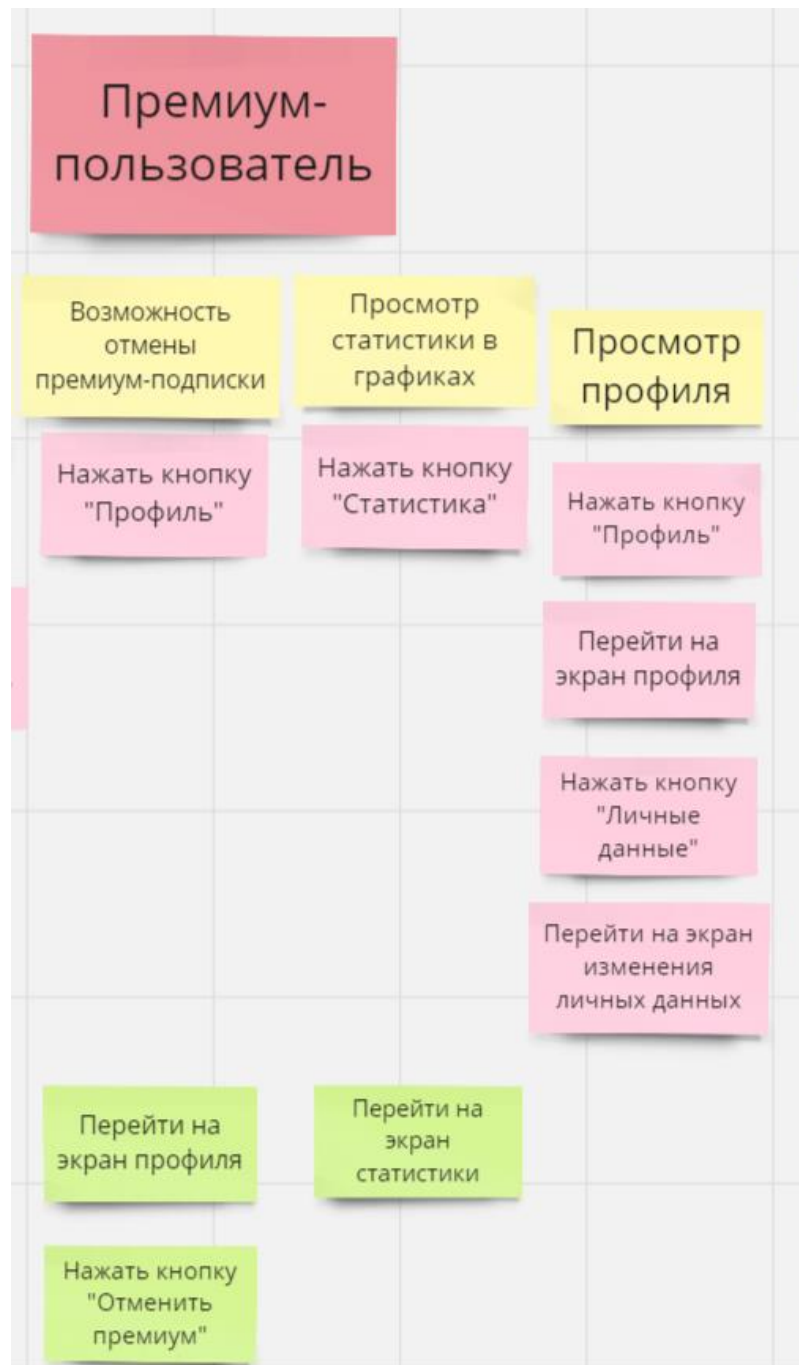 Премиум-
пользователь
Возможность
отмены
премиум-подписки
Просмотр
статистики в
графиках
Просмотр
профиля
Нажать кнопку
"Профиль"
Нажать кнопку
"Статистика"
Нажать кнопку
"Профиль"
Перейти на
экран профиля
Нажать кнопку
"Личные
данные"
Перейти на экран
изменения
личных данных
Перейти на
экран профиля
Перейти на
экран
статистики
Нажать кнопку
"Отменить
премиум"